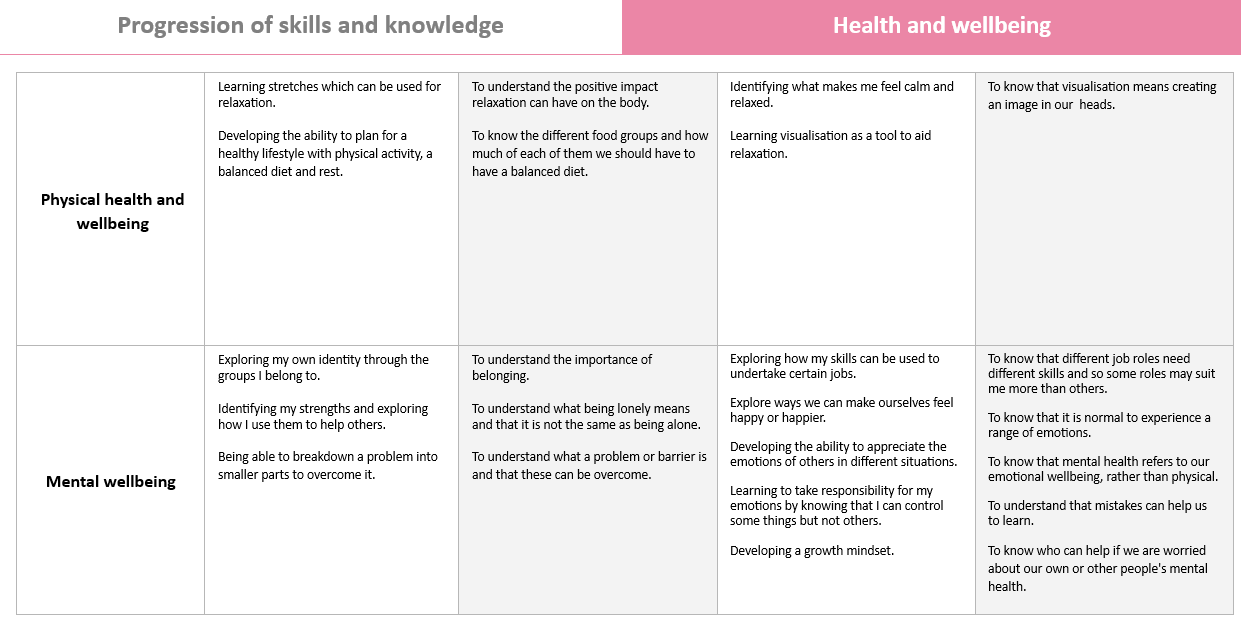 Progression of skills and knowledge
Health and wellbeing
Physical health and
wellbeing
Learning stretches which can be used for
relaxation.
Developing the ability to plan for a
healthy lifestyle with physical activity, a
balanced diet and rest.
To understand the positive impact
relaxation can have on the body.
To know the different food groups and how
much of each of them we should have to
have a balanced diet.
Identifying what makes me feel calm and
relaxed.
Learning visualisation as a tool to aid
relaxation.
To know that visualisation means creating
an image in our heads.
Mental wellbeing
Exploring my own identity through the
groups I belong to.
Identifying my strengths and exploring
how I use them to help others.
Being able to breakdown a problem into
smaller parts to overcome it.
To understand the importance of
belonging.
To understand what being lonely means
and that it is not the same as being alone.
To understand what a problem or barrier is
and that these can be overcome.
Exploring how my skills can be used to
undertake certain jobs.
Explore ways we can make ourselves feel
happy or happier.
Developing the ability to appreciate the
emotions of others in different situations.
Learning to take responsibility for my
emotions by knowing that I can control
some things but not others.
Developing a growth mindset.
To know that different job roles need
different skills and so some roles may suit
me more than others.
To know that it is normal to experience a
range of emotions.
To know that mental health refers to our
emotional wellbeing, rather than physical.
To understand that mistakes can help us
to learn.
To know who can help if we are worried
about our own or other people's mental
health.